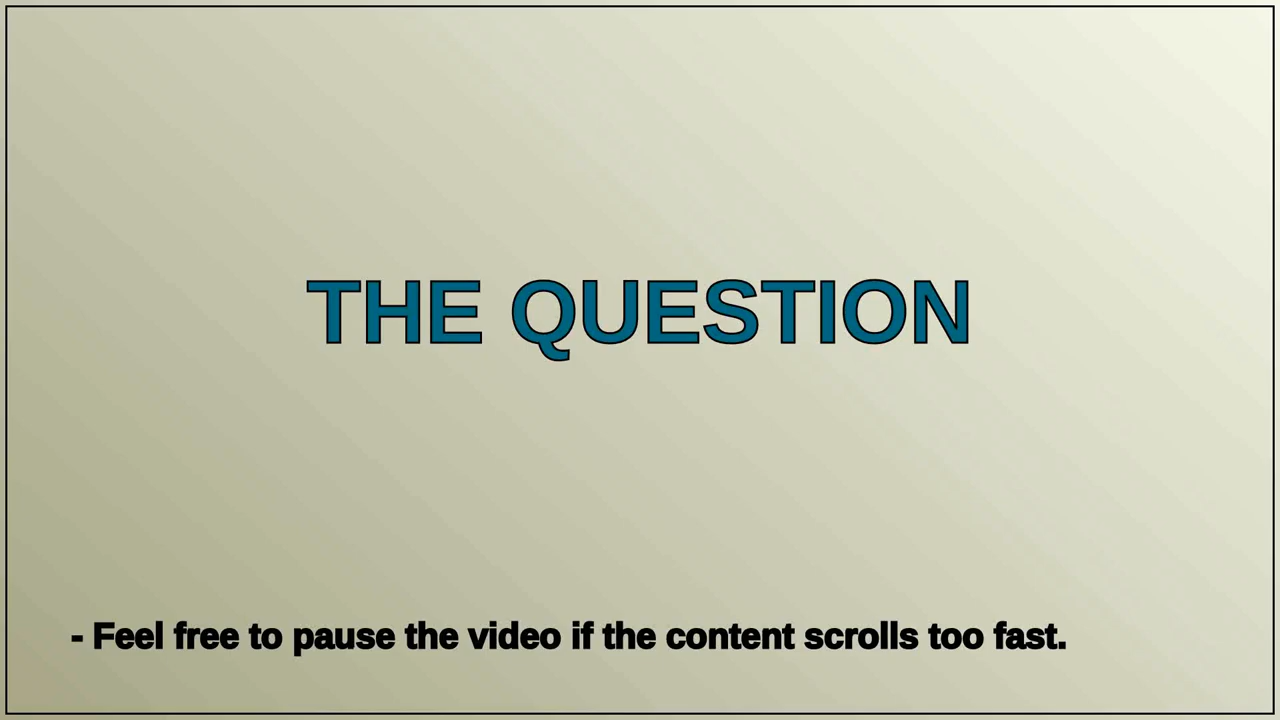 THE QUESTION
- Feel free to pause the video if the content scrolls too fast.